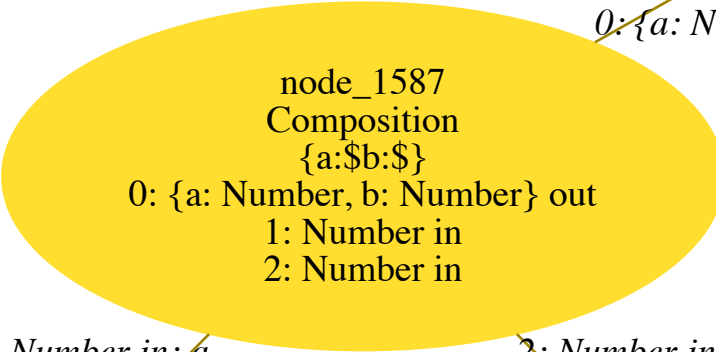 0: {a: N
node_1587
Composition
{a:$b:$}
0: {a: Number, b: Number} out
1: Number in
2: Number in
Number in: a
2: Number in